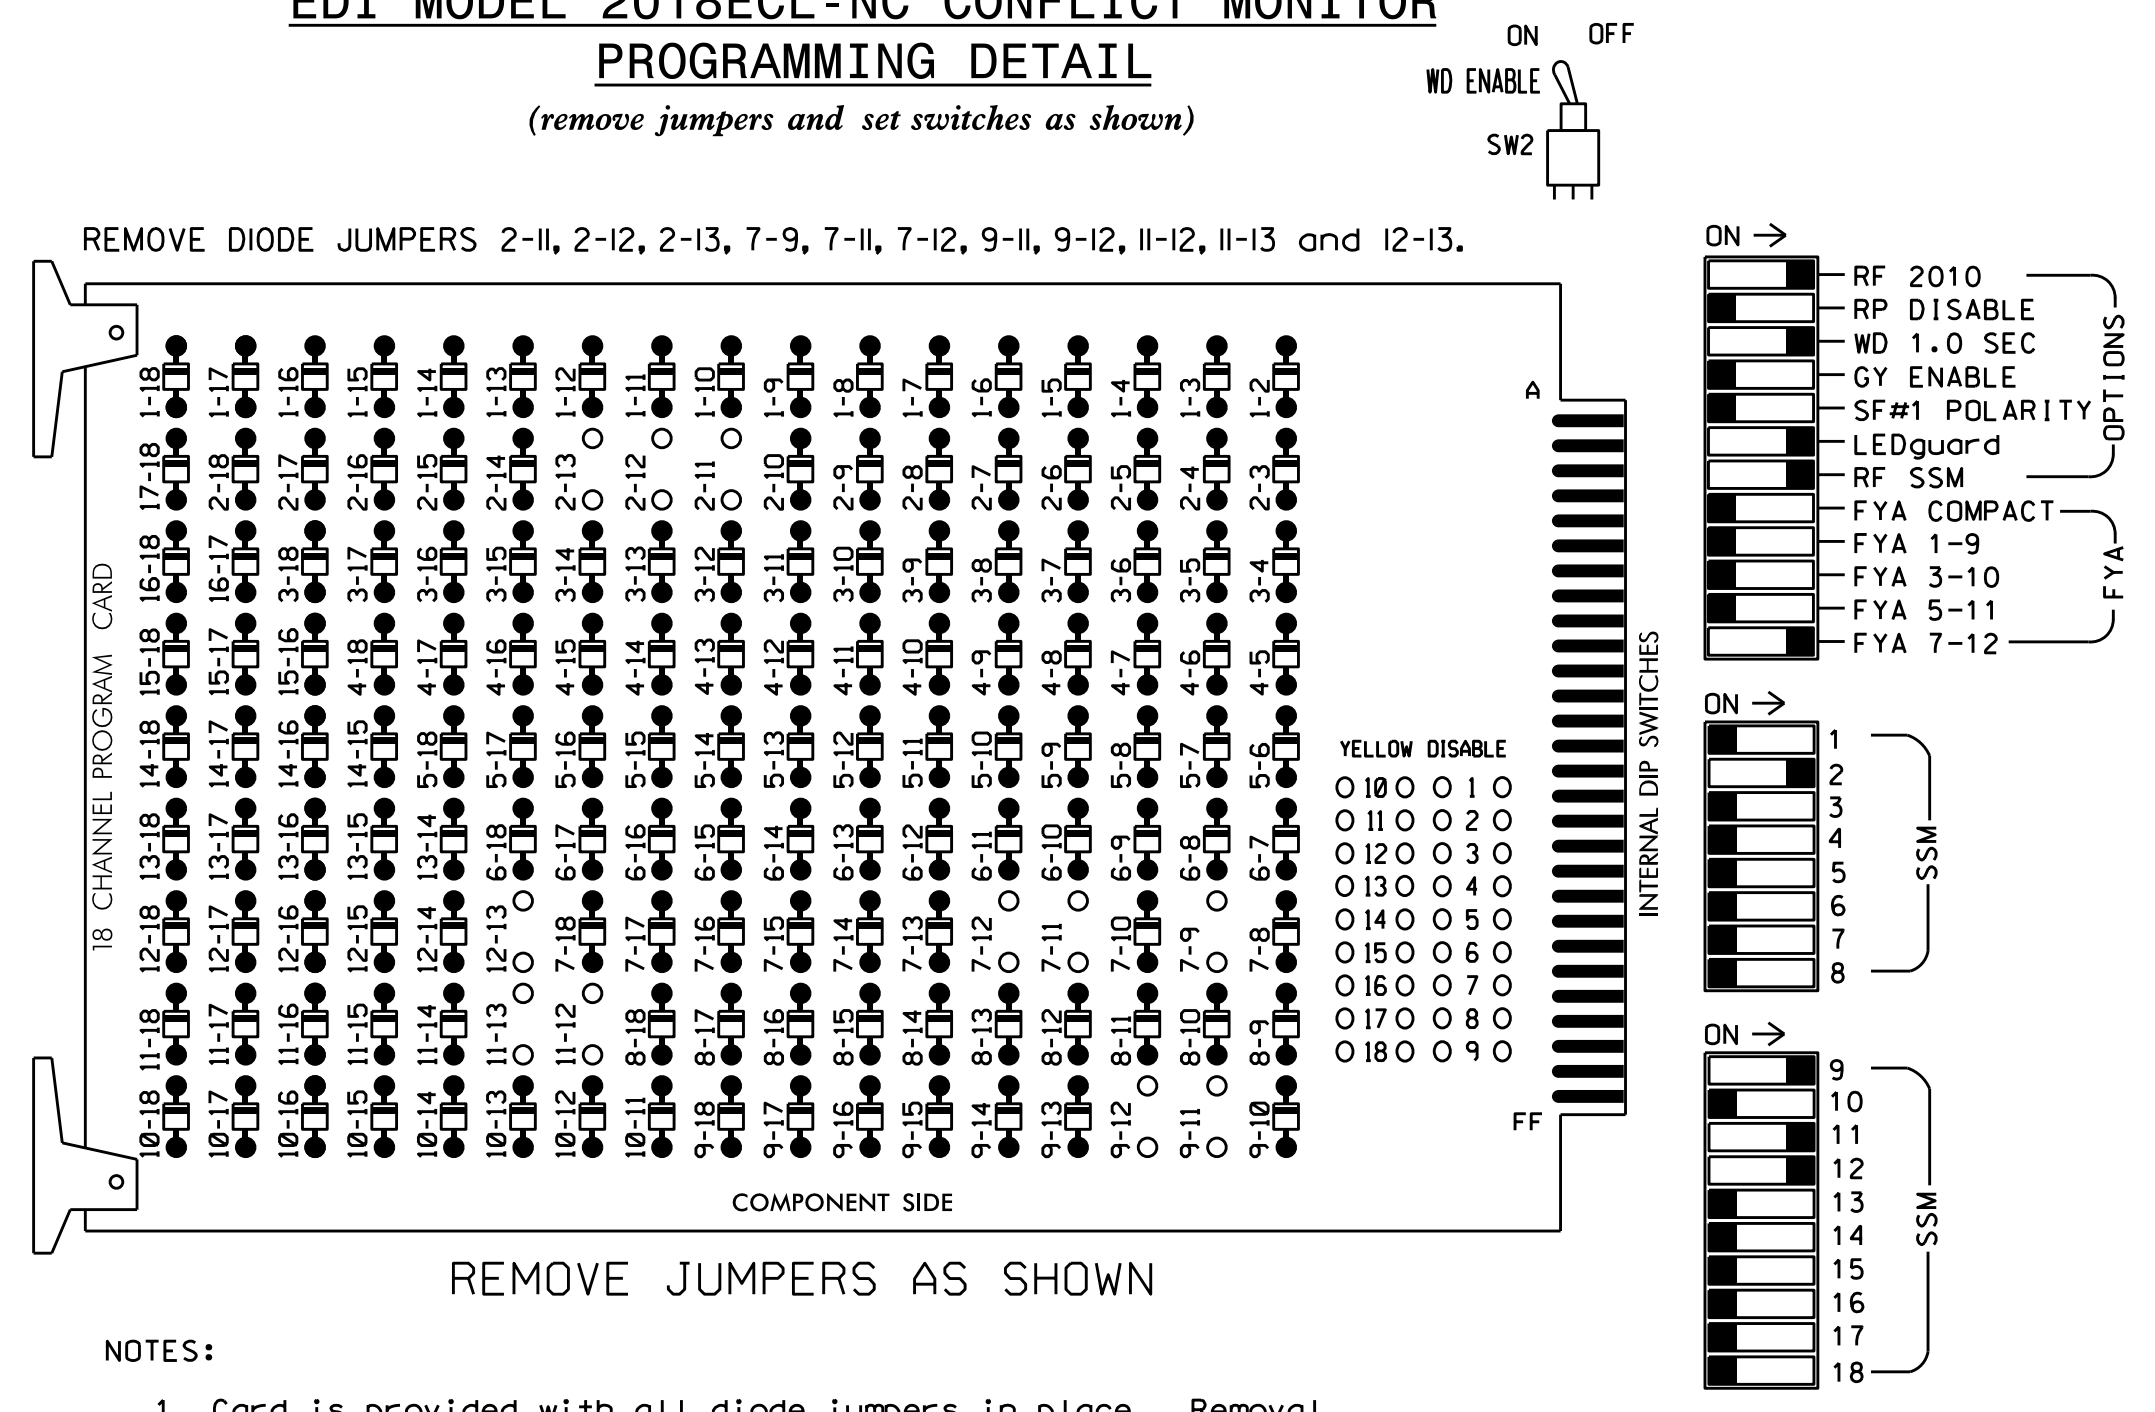 EDI MODEL 2018ECL-NC CONFLICT MONITOR
PROGRAMMING DETAIL
(remove jumpers and set switches as shown)
ON OFF
WD ENABLE
SW2
REMOVE DIODE JUMPERS 2-11, 2-12, 2-13, 7-9, 7-11, 7-12, 9-11, 9-12, 11-12, 11-13 and 12-13.
18 CHANNEL PROGRAM CARD
1-18 1-17 1-16 1-15 1-14 1-13 1-12 1-11 1-10 1-9 1-8 1-7 1-6 1-5 1-4 1-3 1-2
17-18 2-18 2-17 2-16 2-15 2-14 2-13 2-12 2-11 2-10 2-9 2-8 2-7 2-6 2-5 2-4 2-3
16-18 16-17 3-18 3-17 3-16 3-15 3-14 3-13 3-12 3-11 3-10 3-9 3-8 3-7 3-6 3-5 3-4
15-18 15-17 15-16 4-18 4-17 4-16 4-15 4-14 4-13 4-12 4-11 4-10 4-9 4-8 4-7 4-6 4-5
14-18 14-17 14-16 14-15 5-18 5-17 5-16 5-15 5-14 5-13 5-12 5-11 5-10 5-9 5-8 5-7 5-6
13-18 13-17 13-16 13-15 13-14 6-18 6-17 6-16 6-15 6-14 6-13 6-12 6-11 6-10 6-9 6-8 6-7
12-18 12-17 12-16 12-15 12-14 12-13 7-18 7-17 7-16 7-15 7-14 7-13 7-12 7-11 7-10 7-9 7-8
11-18 11-17 11-16 11-15 11-14 11-13 11-12 8-18 8-17 8-16 8-15 8-14 8-13 8-12 8-11 8-10 8-9
10-18 10-17 10-16 10-15 10-14 10-13 10-12 10-11 9-18 9-17 9-16 9-15 9-14 9-13 9-12 9-11 9-10
A
YELLOW DISABLE
10 1
11 2
12 3
13 4
14 5
15 6
16 7
17 8
18 9
FF
COMPONENT SIDE
INTERNAL DIP SWITCHES
ON
RF 2010
RP DISABLE
WD 1.0 SEC
GY ENABLE
SF#1 POLARITY
LEDguard
RF SSM
OPTIONS
FYA COMPACT
FYA 1-9
FYA 3-10
FYA 5-11
FYA 7-12
FYA
ON
1
2
3
4
5
6
7
8
SSM
ON
9
10
11
12
13
14
15
16
17
18
SSM
REMOVE JUMPERS AS SHOWN
NOTES:
1. Card is provided with all diode jumpers in place. Removal